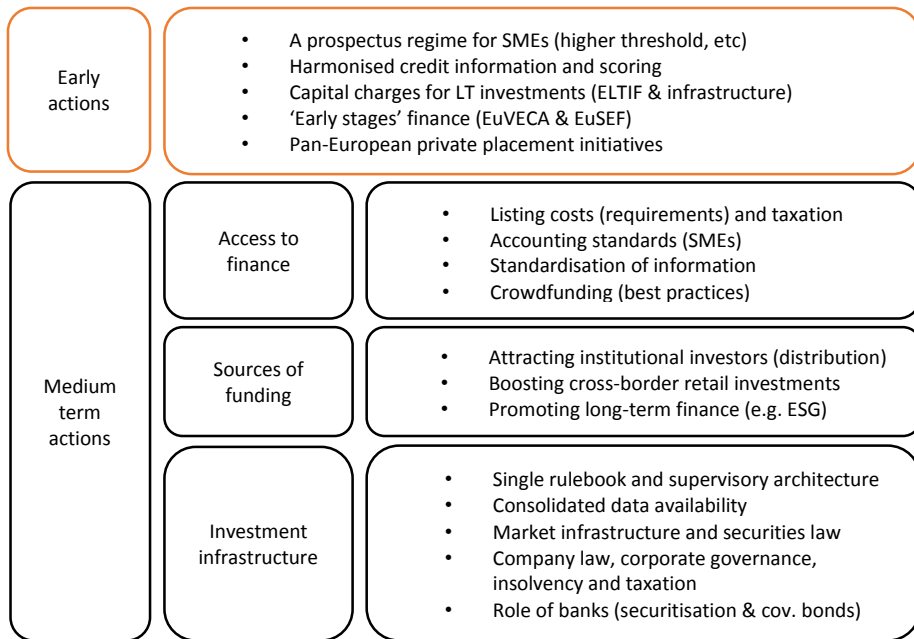 Early
actions
• A prospectus regime for SMEs (higher threshold, etc)
• Harmonised credit information and scoring
• Capital charges for LT investments (ELTIF & infrastructure)
• ‘Early stages’ finance (EuVECA & EuSEF)
• Pan-European private placement initiatives
Medium
term
actions
Access to
finance
• Listing costs (requirements) and taxation
• Accounting standards (SMEs)
• Standardisation of information
• Crowdfunding (best practices)
Sources of
funding
• Attracting institutional investors (distribution)
• Boosting cross-border retail investments
• Promoting long-term finance (e.g. ESG)
Investment
infrastructure
• Single rulebook and supervisory architecture
• Consolidated data availability
• Market infrastructure and securities law
• Company law, corporate governance,
insolvency and taxation
• Role of banks (securitisation & cov. bonds)